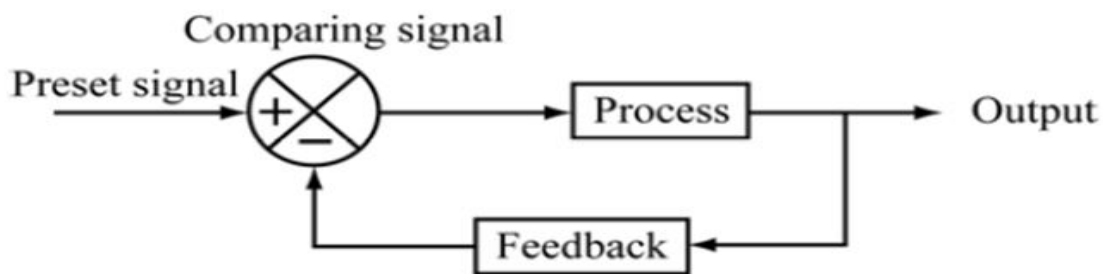 Comparing signal
Preset signal
+
−
Process
Output
Feedback